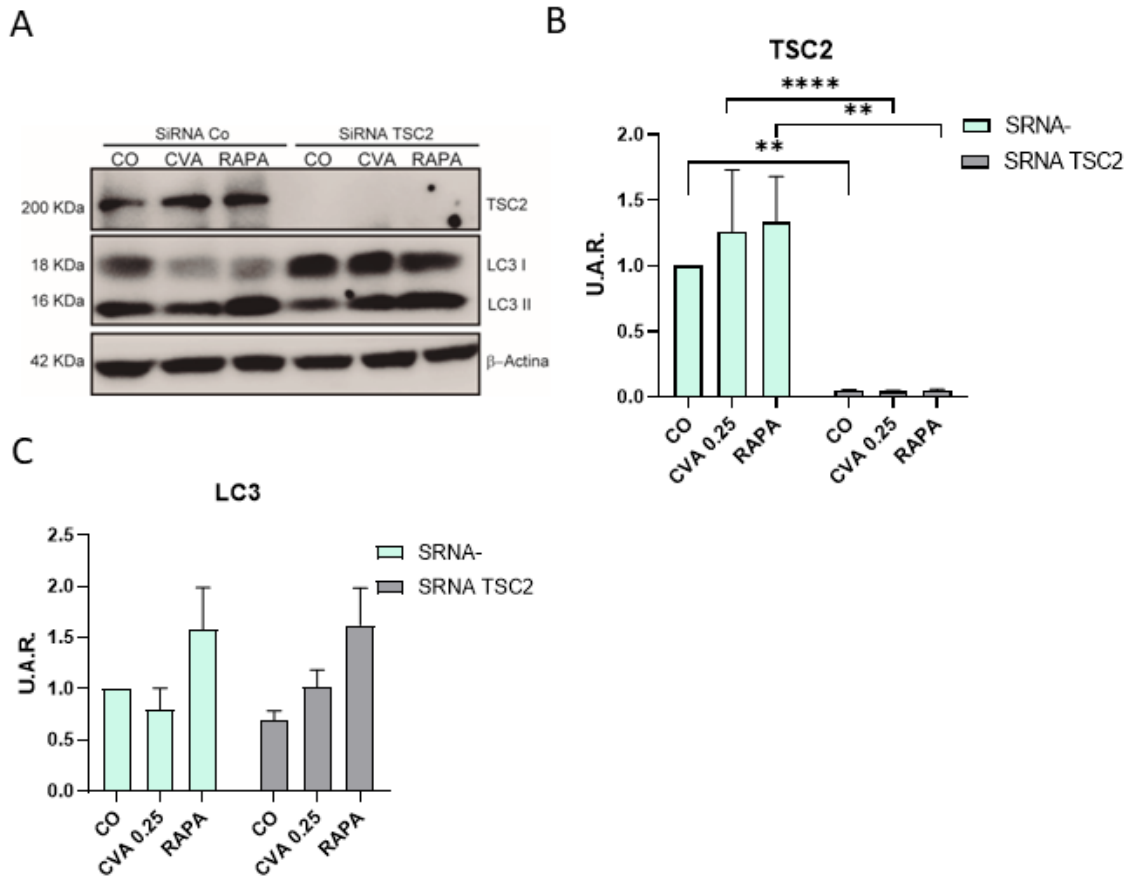 A
SiRNA Co SiRNA TSC2
CO CVA RAPA CO CVA RAPA
200 KDa TSC2
18 KDa LC3 I
16 KDa LC3 II
42 KDa β-Actina
B
TSC2
****
**
**
SRNA-
SRNA TSC2
U.A.R.
2.0
1.5
1.0
0.5
0.0
CO CVA 0.25 RAPA CO CVA 0.25 RAPA
C
LC3
SRNA-
SRNA TSC2
U.A.R.
2.5
2.0
1.5
1.0
0.5
0.0
CO CVA 0.25 RAPA CO CVA 0.25 RAPA